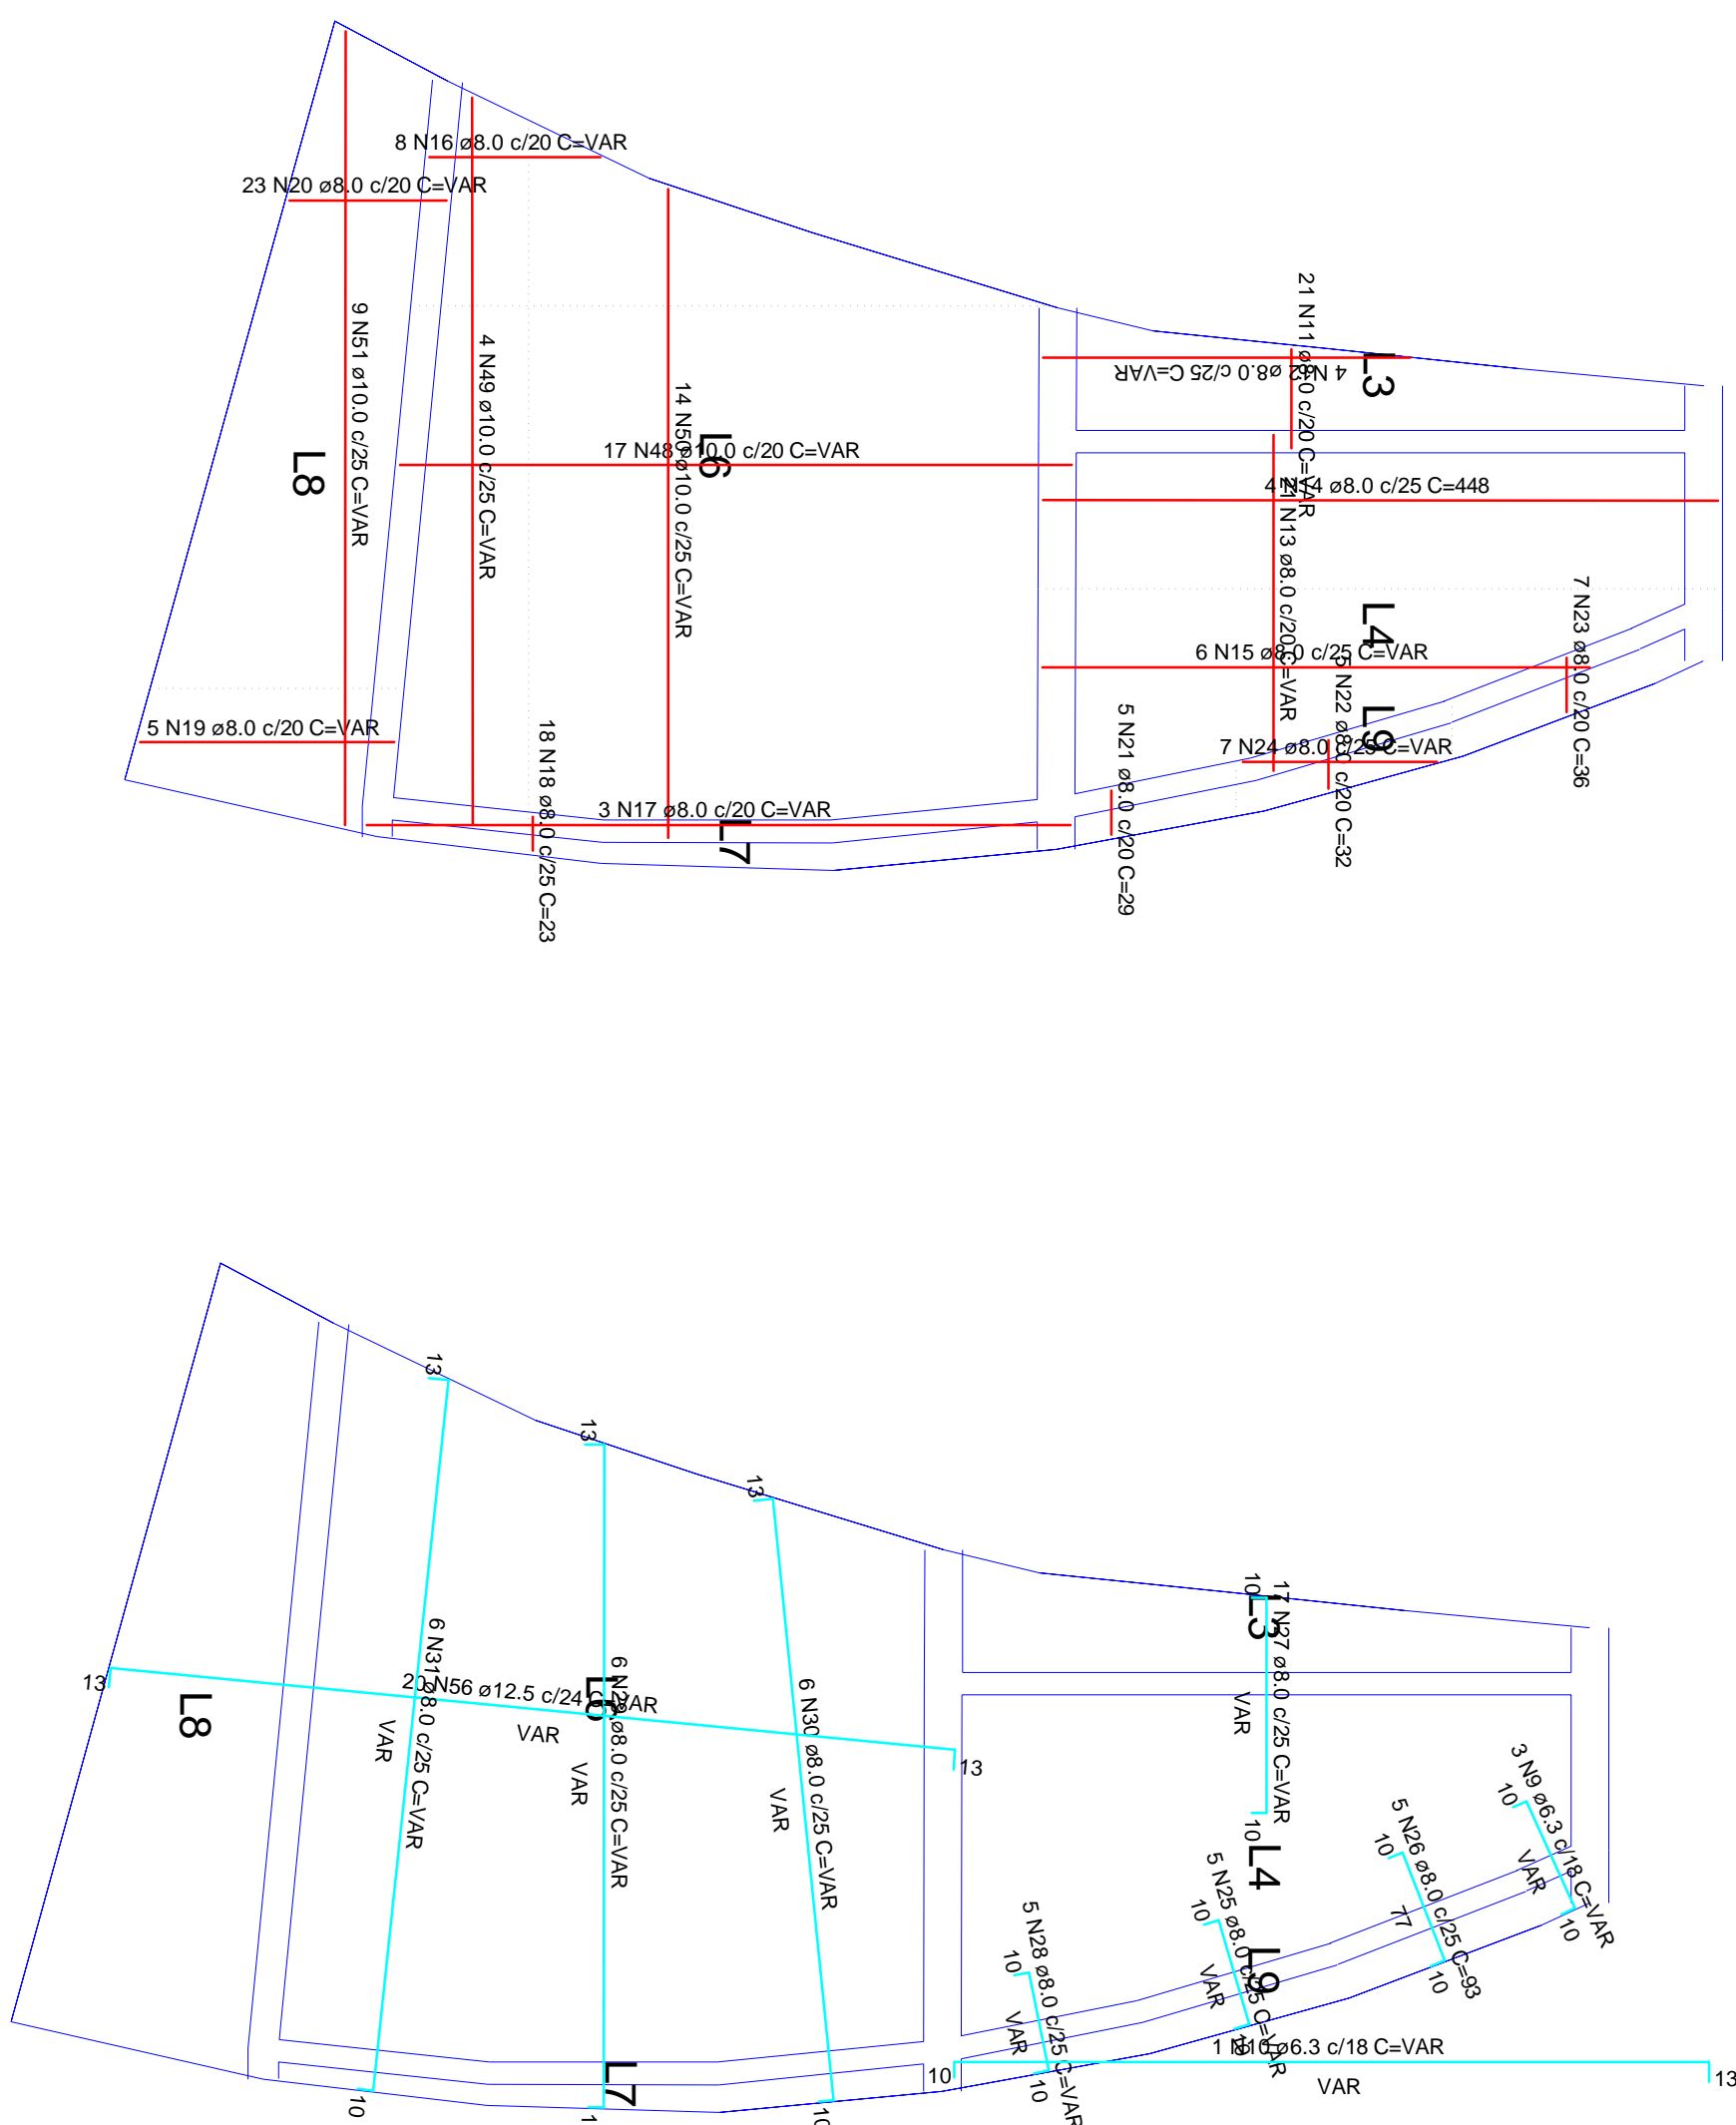 8 N16 ø8.0 c/20 C=VAR
23 N20 ø8.0 c/20 C=VAR
9 N51 ø10.0 c/25 C=VAR
4 N49 ø10.0 c/25 C=VAR
14 N50 ø10.0 c/25 C=VAR
L8
L6
17 N48 ø10.0 c/20 C=VAR
21 N11 ø8.0 c/20 C=VAR
4 N12 ø8.0 c/25 C=VAR
L3
4 N14 ø8.0 c/25 C=448
21 N13 ø8.0 c/20 C=VAR
L4
6 N15 ø8.0 c/25 C=VAR
7 N23 ø8.0 c/20 C=36
5 N22 ø8.0 c/20 C=32
L9
7 N24 ø8.0 c/25 C=VAR
5 N21 ø8.0 c/20 C=29
5 N19 ø8.0 c/20 C=VAR
18 N18 ø8.0 c/25 C=23
3 N17 ø8.0 c/20 C=VAR
L7
13
13
13
6 N31 ø8.0 c/25 C=VAR
VAR
10
6 N29 ø8.0 c/25 C=VAR
VAR
6 N30 ø8.0 c/25 C=VAR
VAR
10
13
20 N56 ø12.5 c/24 C=VAR
VAR
13
L8
L6
L7
10
17 N27 ø8.0 c/25 C=VAR
VAR
10
L3
L4
L9
3 N9 ø6.3 c/18 C=VAR
10
VAR
10
5 N26 ø8.0 c/25 C=93
10
77
10
5 N25 ø8.0 c/25 C=VAR
10
VAR
10
5 N28 ø8.0 c/25 C=VAR
10
VAR
10
1 N10 ø6.3 c/18 C=VAR
10
VAR
13